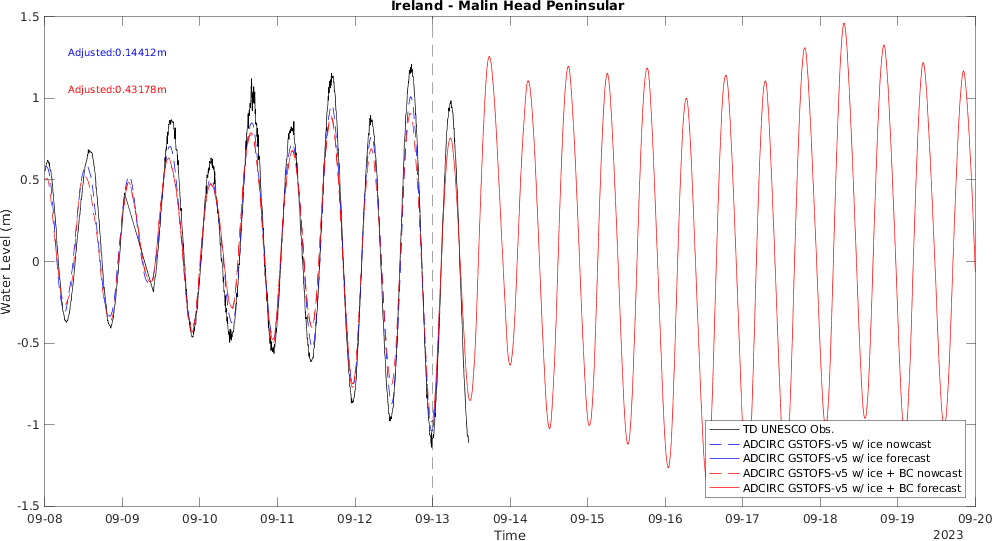 Ireland - Malin Head Peninsular
Adjusted:0.14412m
Adjusted:0.43178m
Water Level (m)
1.5
1
0.5
0
-0.5
-1
-1.5
TD UNESCO Obs.
ADCIRC GSTOFS-v5 w/ ice nowcast
ADCIRC GSTOFS-v5 w/ ice forecast
ADCIRC GSTOFS-v5 w/ ice + BC nowcast
ADCIRC GSTOFS-v5 w/ ice + BC forecast
09-08 09-09 09-10 09-11 09-12 09-13 09-14 09-15 09-16 09-17 09-18 09-19 09-20
Time
2023